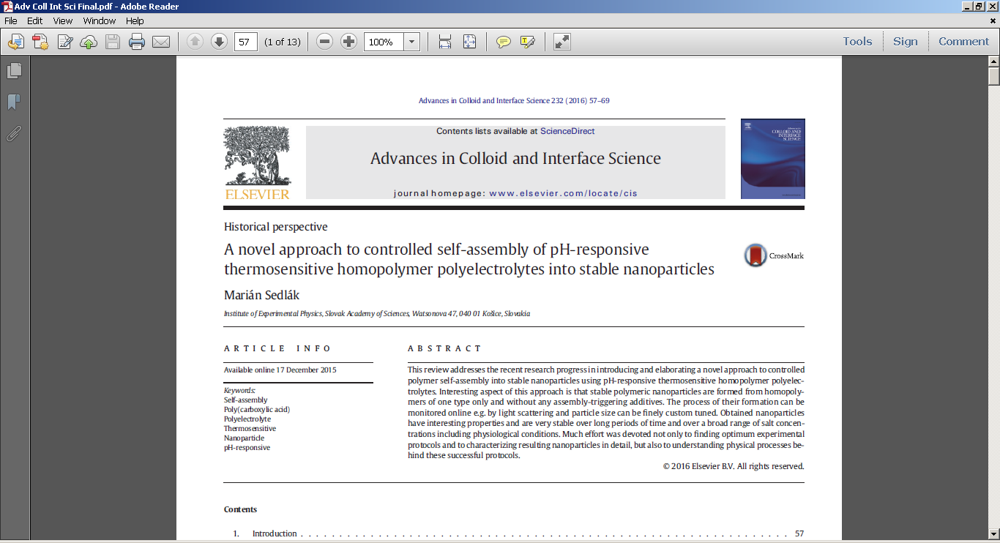 Adv Coll Int Sci Final.pdf - Adobe Reader
File Edit View Window Help
57 (1 of 13) 100% Tools Sign Comment
Advances in Colloid and Interface Science 232 (2016) 57–69
Contents lists available at ScienceDirect
Advances in Colloid and Interface Science
journal homepage: www.elsevier.com/locate/cis
ELSEVIER
COLLOID AND
INTERFACE
SCIENCE
Historical perspective
A novel approach to controlled self-assembly of pH-responsive
thermosensitive homopolymer polyelectrolytes into stable nanoparticles
CrossMark
Marián Sedlák
Institute of Experimental Physics, Slovak Academy of Sciences, Watsonova 47, 040 01 Košice, Slovakia
ARTICLE INFO
Available online 17 December 2015
Keywords:
Self-assembly
Poly(carboxylic acid)
Polyelectrolyte
Thermosensitive
Nanoparticle
pH-responsive
ABSTRACT
This review addresses the recent research progress in introducing and elaborating a novel approach to controlled
polymer self-assembly into stable nanoparticles using pH-responsive thermosensitive homopolymer polyelec-
trolytes. Interesting aspect of this approach is that stable polymeric nanoparticles are formed from homopoly-
mers of one type only and without any assembly-triggering additives. The process of their formation can be
monitored online e.g. by light scattering and particle size can be finely custom tuned. Obtained nanoparticles
have interesting properties and are very stable over long periods of time and over a broad range of salt concen-
trations including physiological conditions. Much effort was devoted not only to finding optimum experimental
protocols and to characterizing resulting nanoparticles in detail, but also to understanding physical processes be-
hind these successful protocols.
© 2016 Elsevier B.V. All rights reserved.
Contents
1. Introduction . . . . . . . . . . . . . . . . . . . . . . . . . . . . . . . . . . . . . . . . . . . . . . . . . . . . . . . . . . 57